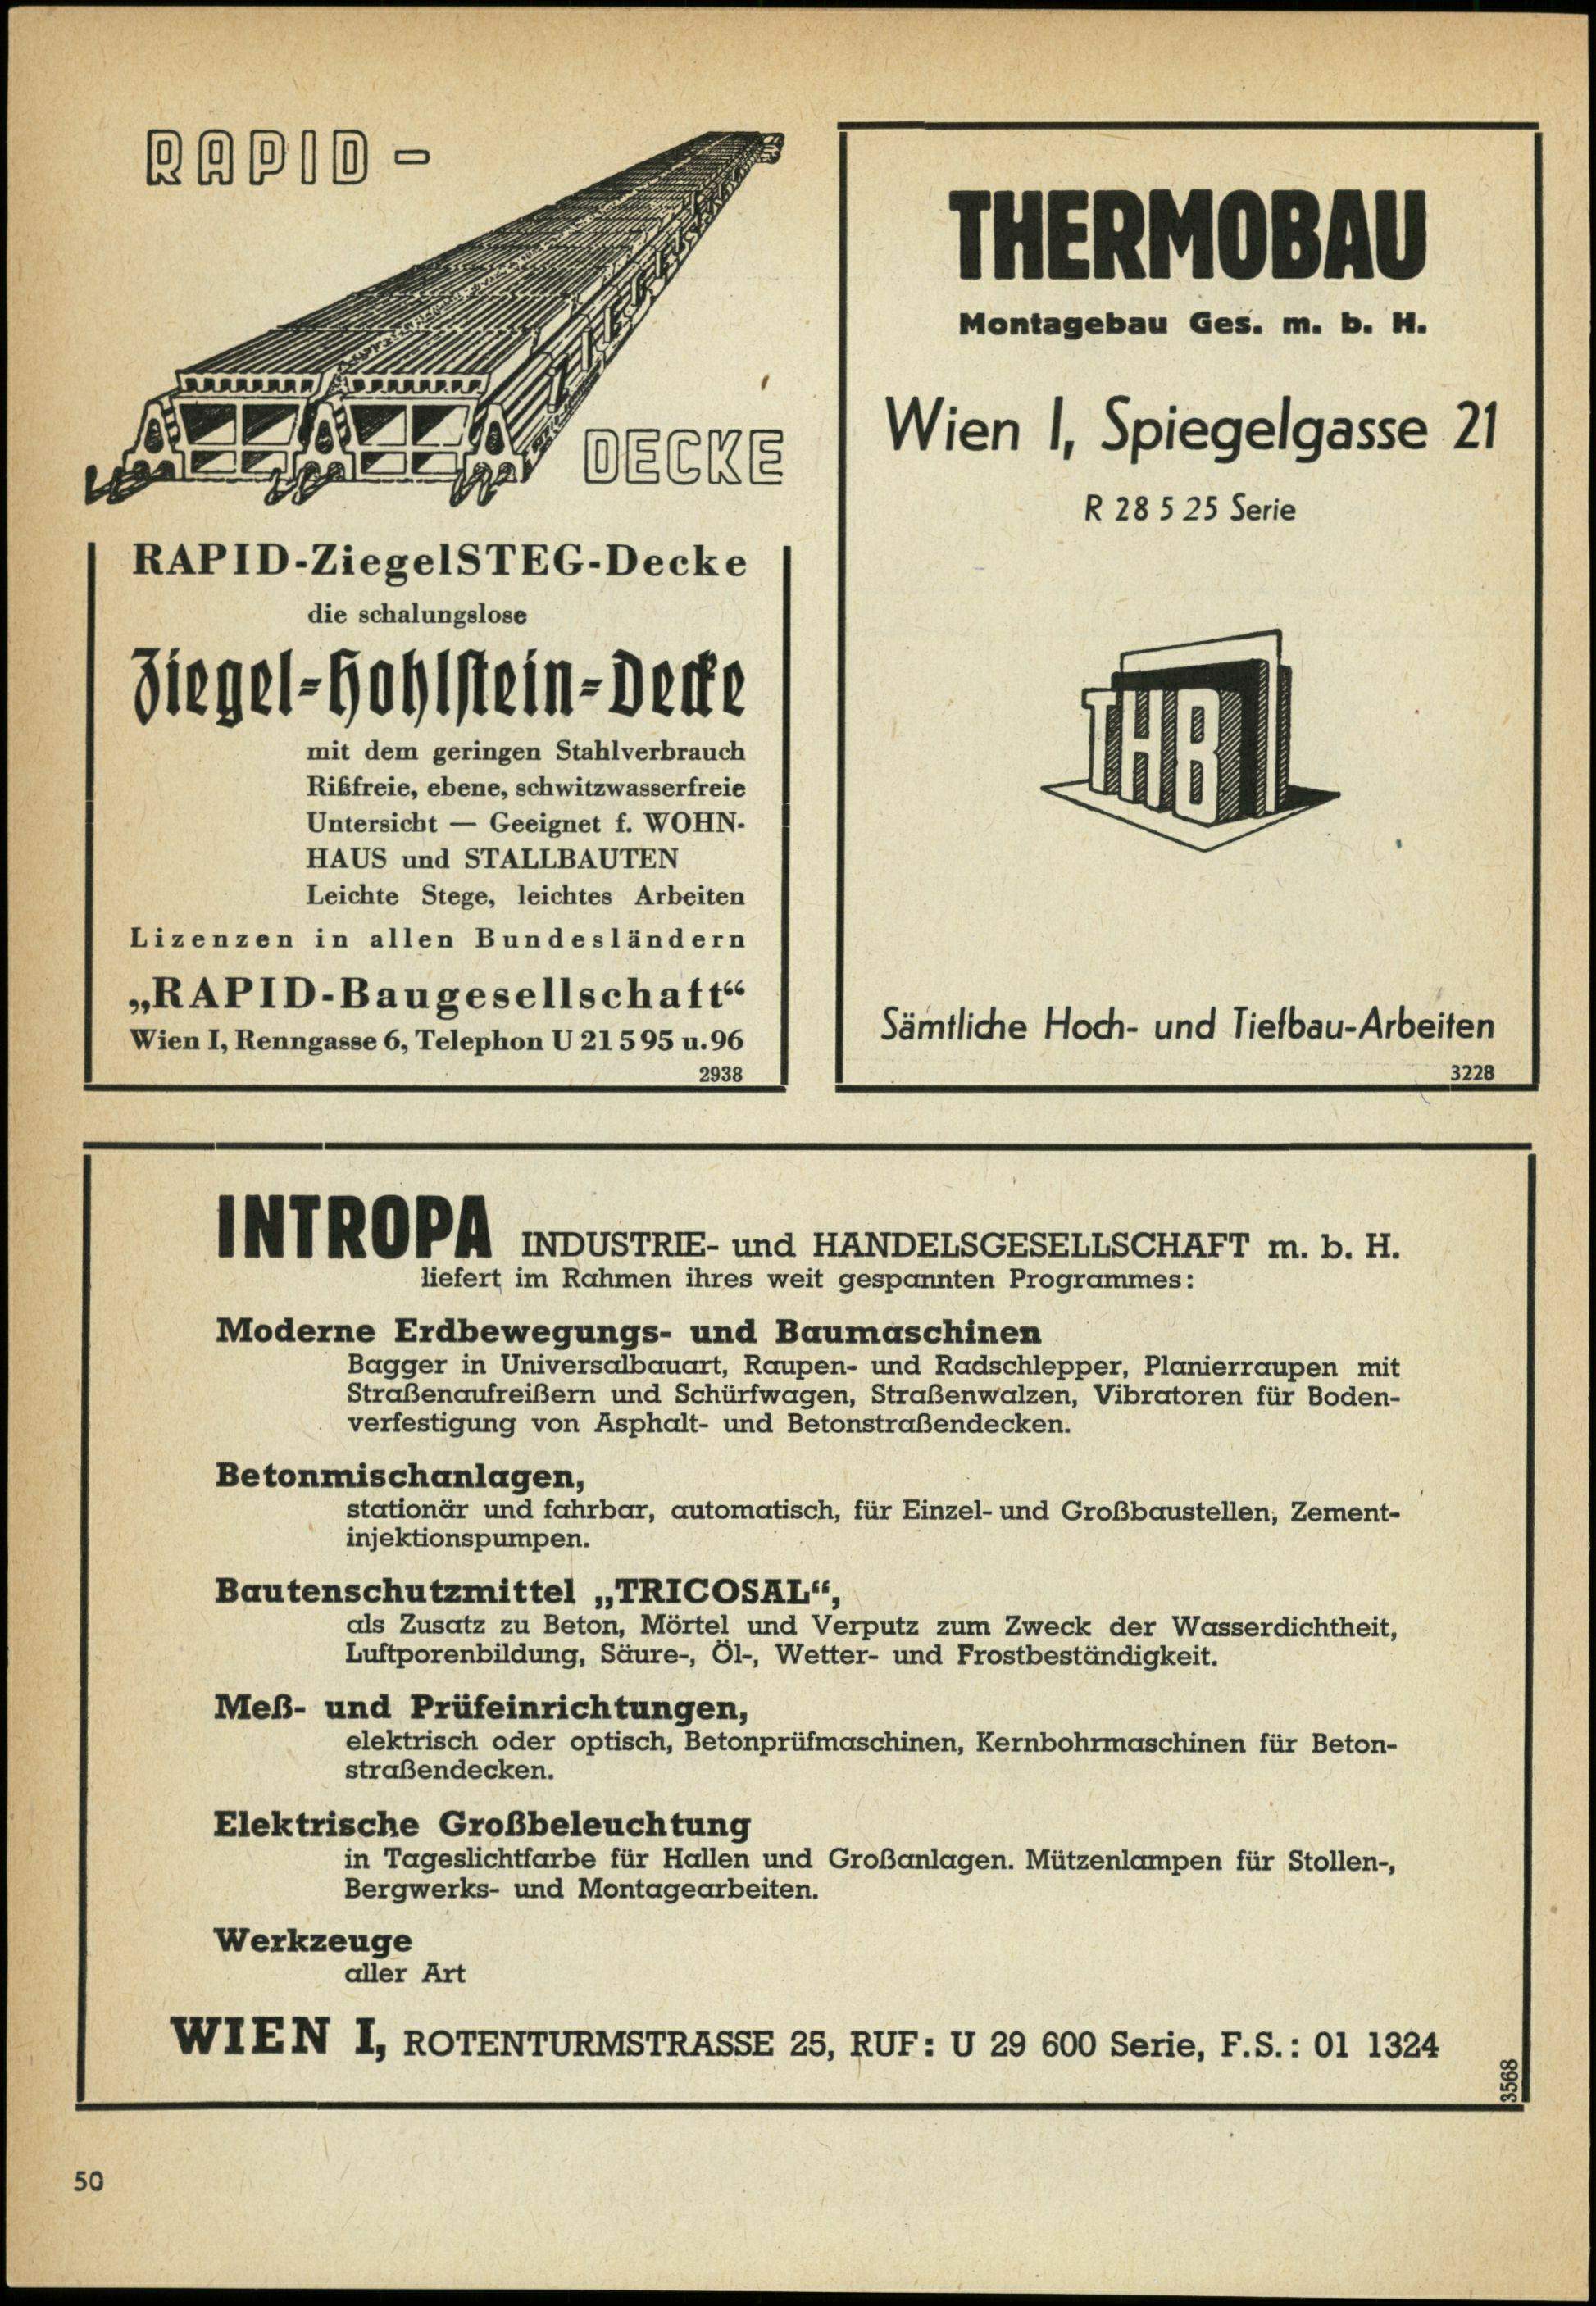 RAPID-
DECKE
RAPID-ZiegelSTEG-Decke
die schalungslose
Ziegel-Hohlstein-Decke
mit dem geringen Stahlverbrauch
Rißfreie, ebene, schwitzwasserfreie
Untersicht — Geeignet f. WOHN-
HAUS und STALLBAUTEN
Leichte Stege, leichtes Arbeiten
Lizenzen in allen Bundesländern
„RAPID-Baugesellschaft“
Wien I, Renngasse 6, Telephon U 21 5 95 u. 96
2938
THERMOBAU
Montagebau Ges. m. b. H.
Wien I, Spiegelgasse 21
R 28 5 25 Serie
THB
Sämtliche Hoch- und Tiefbau-Arbeiten
3228
INTROPA INDUSTRIE- und HANDELSGESELLSCHAFT m. b. H.
liefert im Rahmen ihres weit gespannten Programmes:
Moderne Erdbewegungs- und Baumaschinen
Bagger in Universalbauart, Raupen- und Radschlepper, Planierraupen mit
Straßenaufreißern und Schürfwagen, Straßenwalzen, Vibratoren für Boden-
verfestigung von Asphalt- und Betonstraßendecken.
Betonmischanlagen,
stationär und fahrbar, automatisch, für Einzel- und Großbaustellen, Zement-
injektionspumpen.
Bautenschutzmittel „TRICOSAL“,
als Zusatz zu Beton, Mörtel und Verputz zum Zweck der Wasserdichtheit,
Luftporenbildung, Säure-, Öl-, Wetter- und Frostbeständigkeit.
Meß- und Prüfeinrichtungen,
elektrisch oder optisch, Betonprüfmaschinen, Kernbohrmaschinen für Beton-
straßendecken.
Elektrische Großbeleuchtung
in Tageslichtfarbe für Hallen und Großanlagen. Mützenlampen für Stollen-,
Bergwerks- und Montagearbeiten.
Werkzeuge
aller Art
WIEN I, ROTENTURMSTRASSE 25, RUF: U 29 600 Serie, F.S.: 01 1324
3568
50